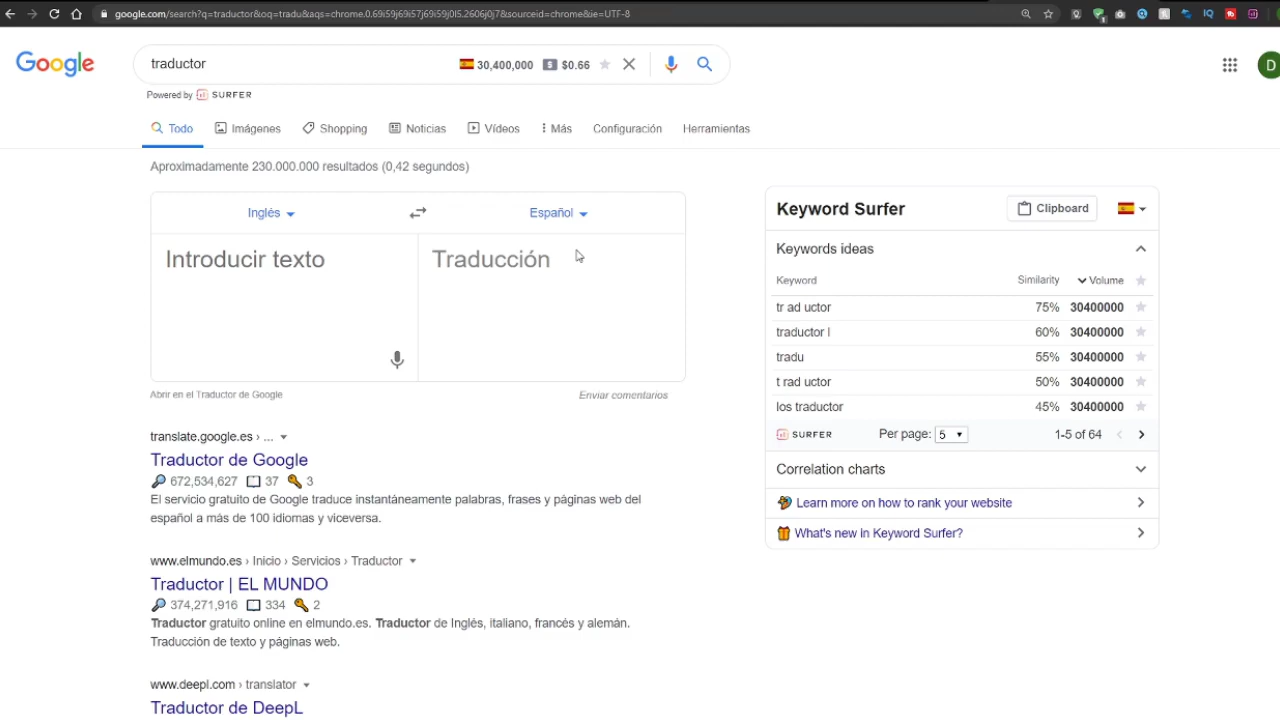 google.com/search?q=traductor&oq=tradu&aqs=chrome.0.69i59j69i57j69i59j0l5.2606j0j7&sourceid=chrome&ie=UTF-8
Google
traductor 30,400,000 $0.66
D
Powered by SURFER
Todo Imágenes Shopping Noticias Vídeos Más Configuración Herramientas
Aproximadamente 230.000.000 resultados (0,42 segundos)
Inglés Español
Introducir texto Traducción
Abrir en el Traductor de Google Enviar comentarios
translate.google.es › ...
Traductor de Google
672,534,627 37 3
El servicio gratuito de Google traduce instantáneamente palabras, frases y páginas web del
español a más de 100 idiomas y viceversa.
www.elmundo.es › Inicio › Servicios › Traductor
Traductor | EL MUNDO
374,271,916 334 2
Traductor gratuito online en elmundo.es. Traductor de Inglés, italiano, francés y alemán.
Traducción de texto y páginas web.
www.deepl.com › translator
Traductor de DeepL
Keyword Surfer Clipboard
Keywords ideas
Keyword Similarity Volume
tr ad uctor 75% 30400000
traductor l 60% 30400000
tradu 55% 30400000
t rad uctor 50% 30400000
los traductor 45% 30400000
SURFER Per page: 5 1-5 of 64
Correlation charts
Learn more on how to rank your website
What's new in Keyword Surfer?